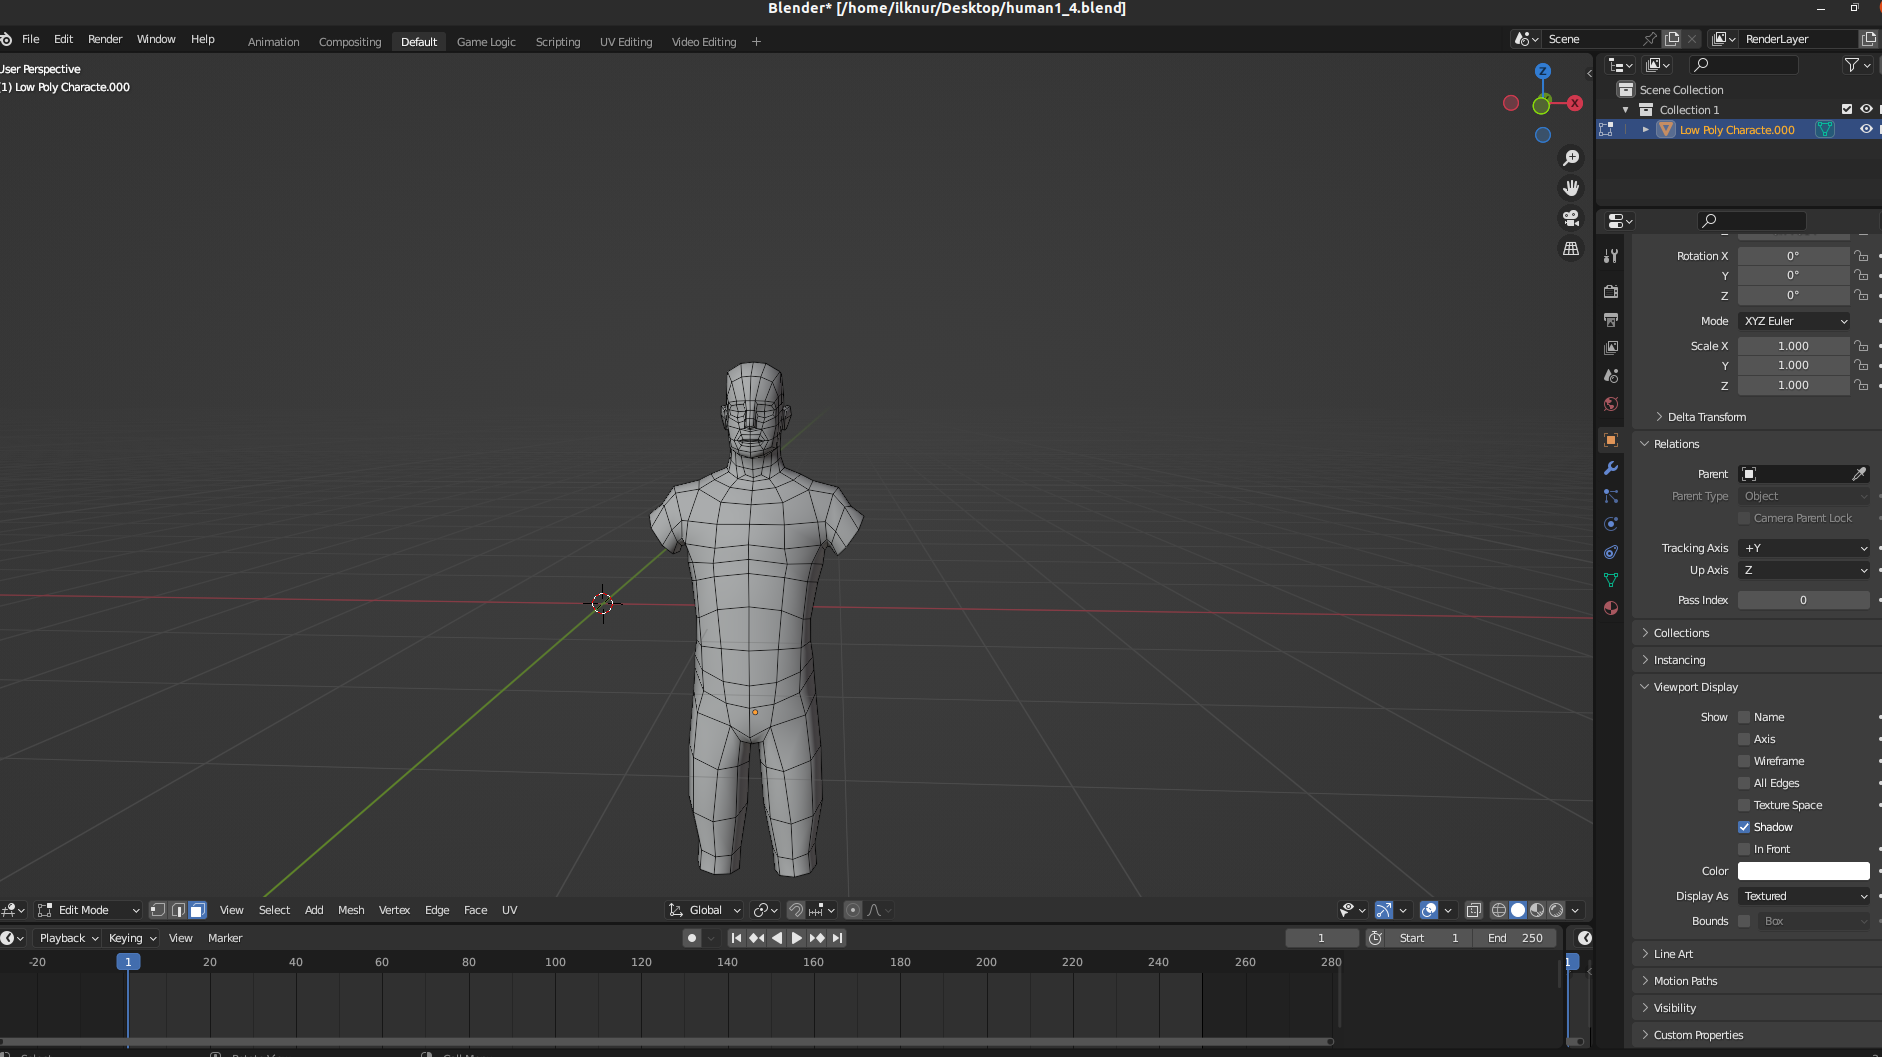 Blender* [/home/ilknur/Desktop/human1_4.blend]
File Edit Render Window Help Animation Compositing Default Game Logic Scripting UV Editing Video Editing Scene RenderLayer
User Perspective
(1) Low Poly Characte.000
Z
X
Scene Collection
Collection 1
Low Poly Characte.000
Rotation X 0°
Y 0°
Z 0°
Mode XYZ Euler
Scale X 1.000
Y 1.000
Z 1.000
Delta Transform
Relations
Parent
Parent Type Object
Camera Parent Lock
Tracking Axis +Y
Up Axis Z
Pass Index 0
Collections
Instancing
Viewport Display
Show Name
Axis
Wireframe
All Edges
Texture Space
Shadow
In Front
Color
Display As Textured
Bounds Box
Line Art
Motion Paths
Visibility
Custom Properties
Edit Mode View Select Add Mesh Vertex Edge Face UV Global
Playback Keying View Marker 1 Start 1 End 250
-20 1 20 40 60 80 100 120 140 160 180 200 220 240 260 280 1